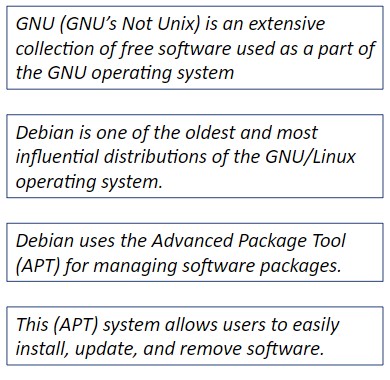 GNU (GNU’s Not Unix) is an extensive
collection of free software used as a part of
the GNU operating system
Debian is one of the oldest and most
influential distributions of the GNU/Linux
operating system.
Debian uses the Advanced Package Tool
(APT) for managing software packages.
This (APT) system allows users to easily
install, update, and remove software.